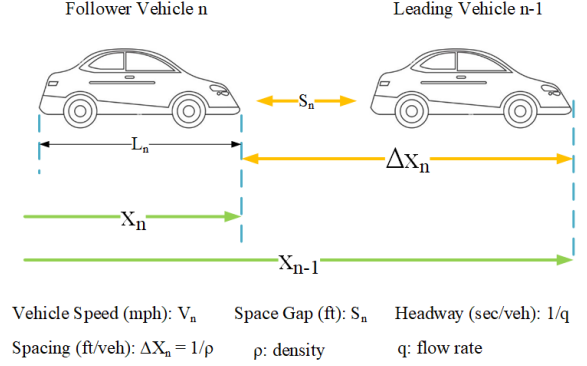 Follower Vehicle n Leading Vehicle n-1
Sₙ
Lₙ
ΔXₙ
Xₙ
Xₙ₋₁
Vehicle Speed (mph): Vₙ Space Gap (ft): Sₙ Headway (sec/veh): 1/q
Spacing (ft/veh): ΔXₙ = 1/ρ ρ: density q: flow rate